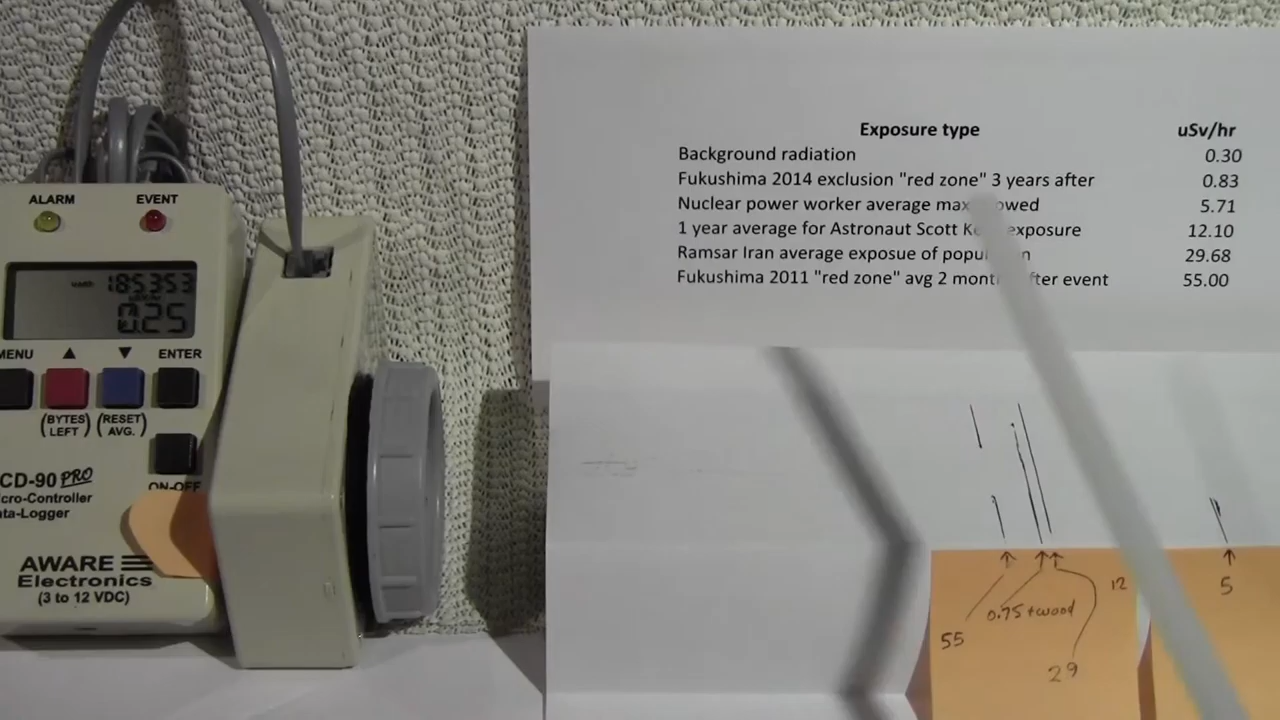 ALARM EVENT
185353
0.25
MENU ▲ ▼ ENTER
(BYTES LEFT) (RESET AVG.)
ON-OFF
CD-90 PRO
cro-Controller
ta-Logger
AWARE
Electronics
(3 to 12 VDC)
Exposure type uSv/hr
Background radiation 0.30
Fukushima 2014 exclusion "red zone" 3 years after 0.83
Nuclear power worker average max owed 5.71
1 year average for Astronaut Scott exposure 12.10
Ramsar Iran average exposue of 29.68
Fukushima 2011 "red zone" avg 2 event 55.00
55
0.75 + wood
29
12
5